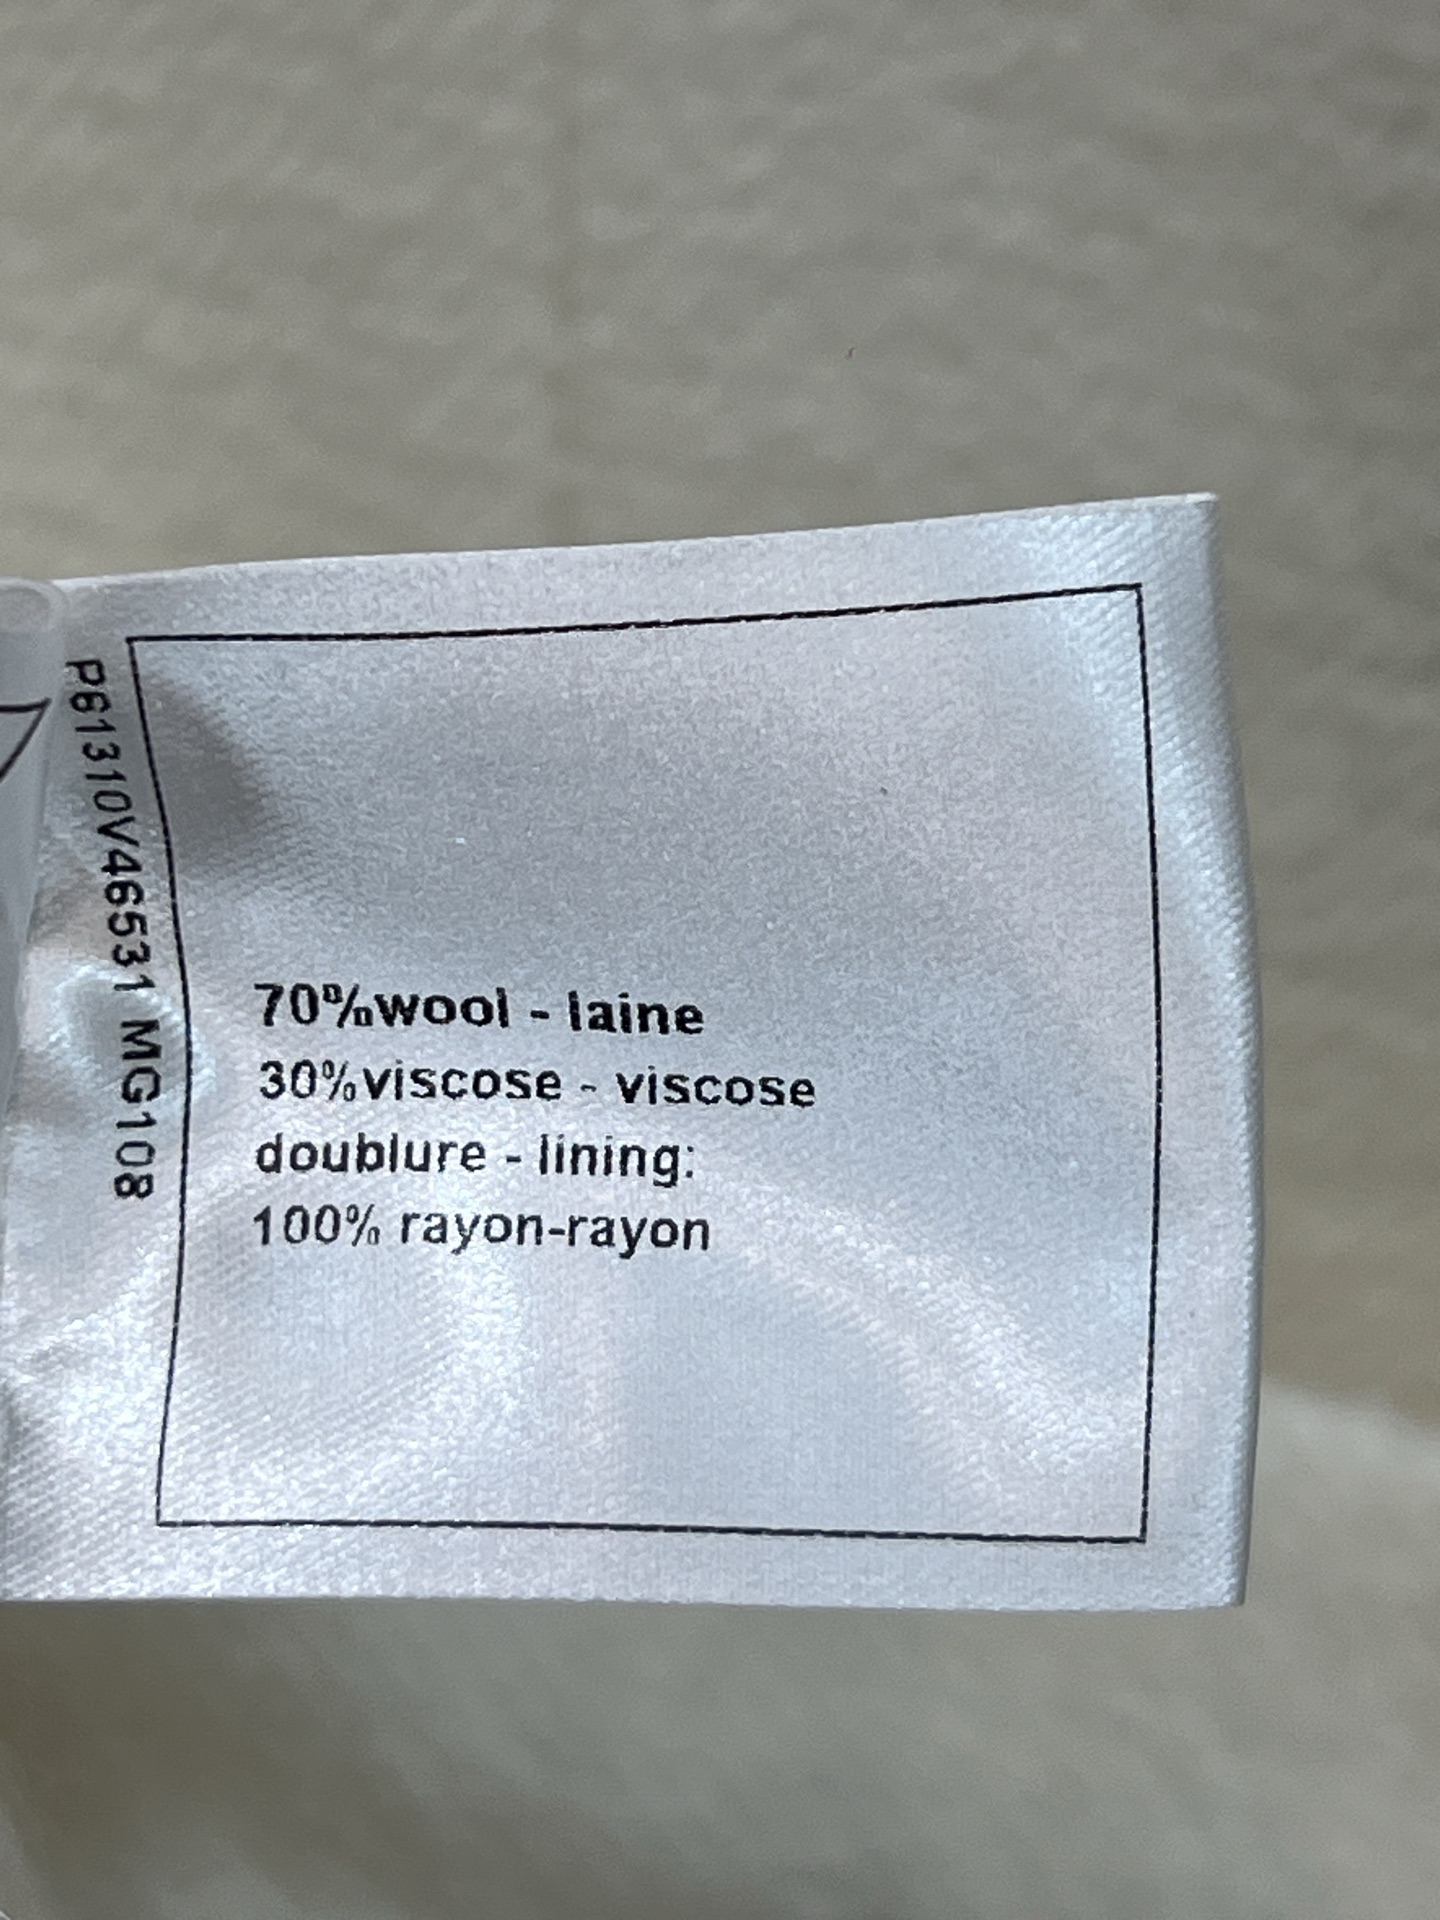 P61310V46531 MG108
70%wool - laine
30%viscose - viscose
doublure - lining:
100% rayon-rayon